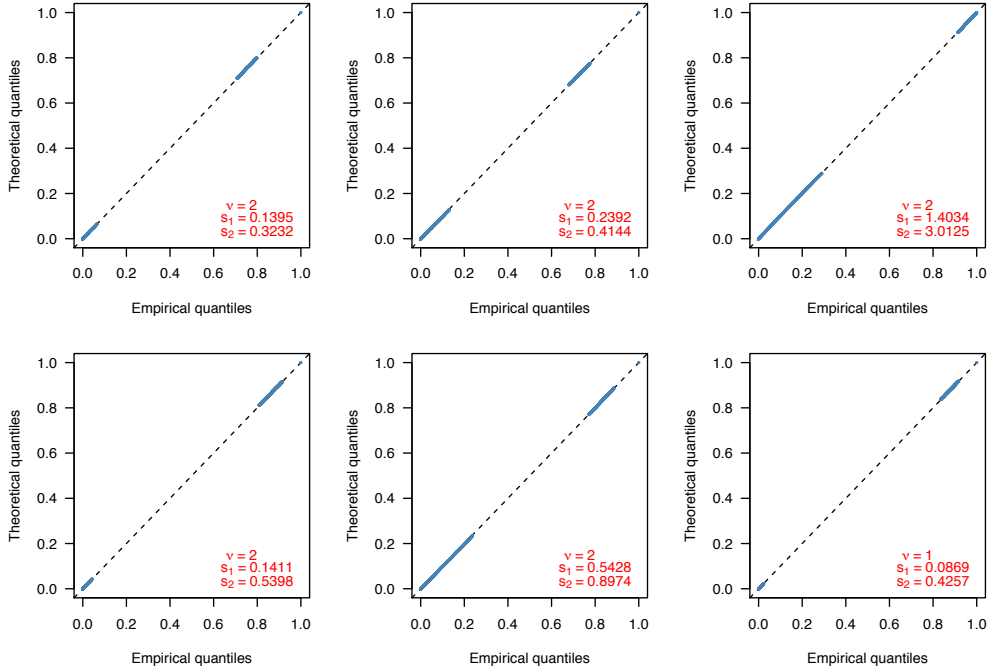 1.0
0.8
0.6
0.4
0.2
0.0
Theoretical quantiles
ν = 2
s1 = 0.1395
s2 = 0.3232
0.0 0.2 0.4 0.6 0.8 1.0
Empirical quantiles
1.0
0.8
0.6
0.4
0.2
0.0
Theoretical quantiles
ν = 2
s1 = 0.2392
s2 = 0.4144
0.0 0.2 0.4 0.6 0.8 1.0
Empirical quantiles
1.0
0.8
0.6
0.4
0.2
0.0
Theoretical quantiles
ν = 2
s1 = 1.4034
s2 = 3.0125
0.0 0.2 0.4 0.6 0.8 1.0
Empirical quantiles
1.0
0.8
0.6
0.4
0.2
0.0
Theoretical quantiles
ν = 2
s1 = 0.1411
s2 = 0.5398
0.0 0.2 0.4 0.6 0.8 1.0
Empirical quantiles
1.0
0.8
0.6
0.4
0.2
0.0
Theoretical quantiles
ν = 2
s1 = 0.5428
s2 = 0.8974
0.0 0.2 0.4 0.6 0.8 1.0
Empirical quantiles
1.0
0.8
0.6
0.4
0.2
0.0
Theoretical quantiles
ν = 1
s1 = 0.0869
s2 = 0.4257
0.0 0.2 0.4 0.6 0.8 1.0
Empirical quantiles